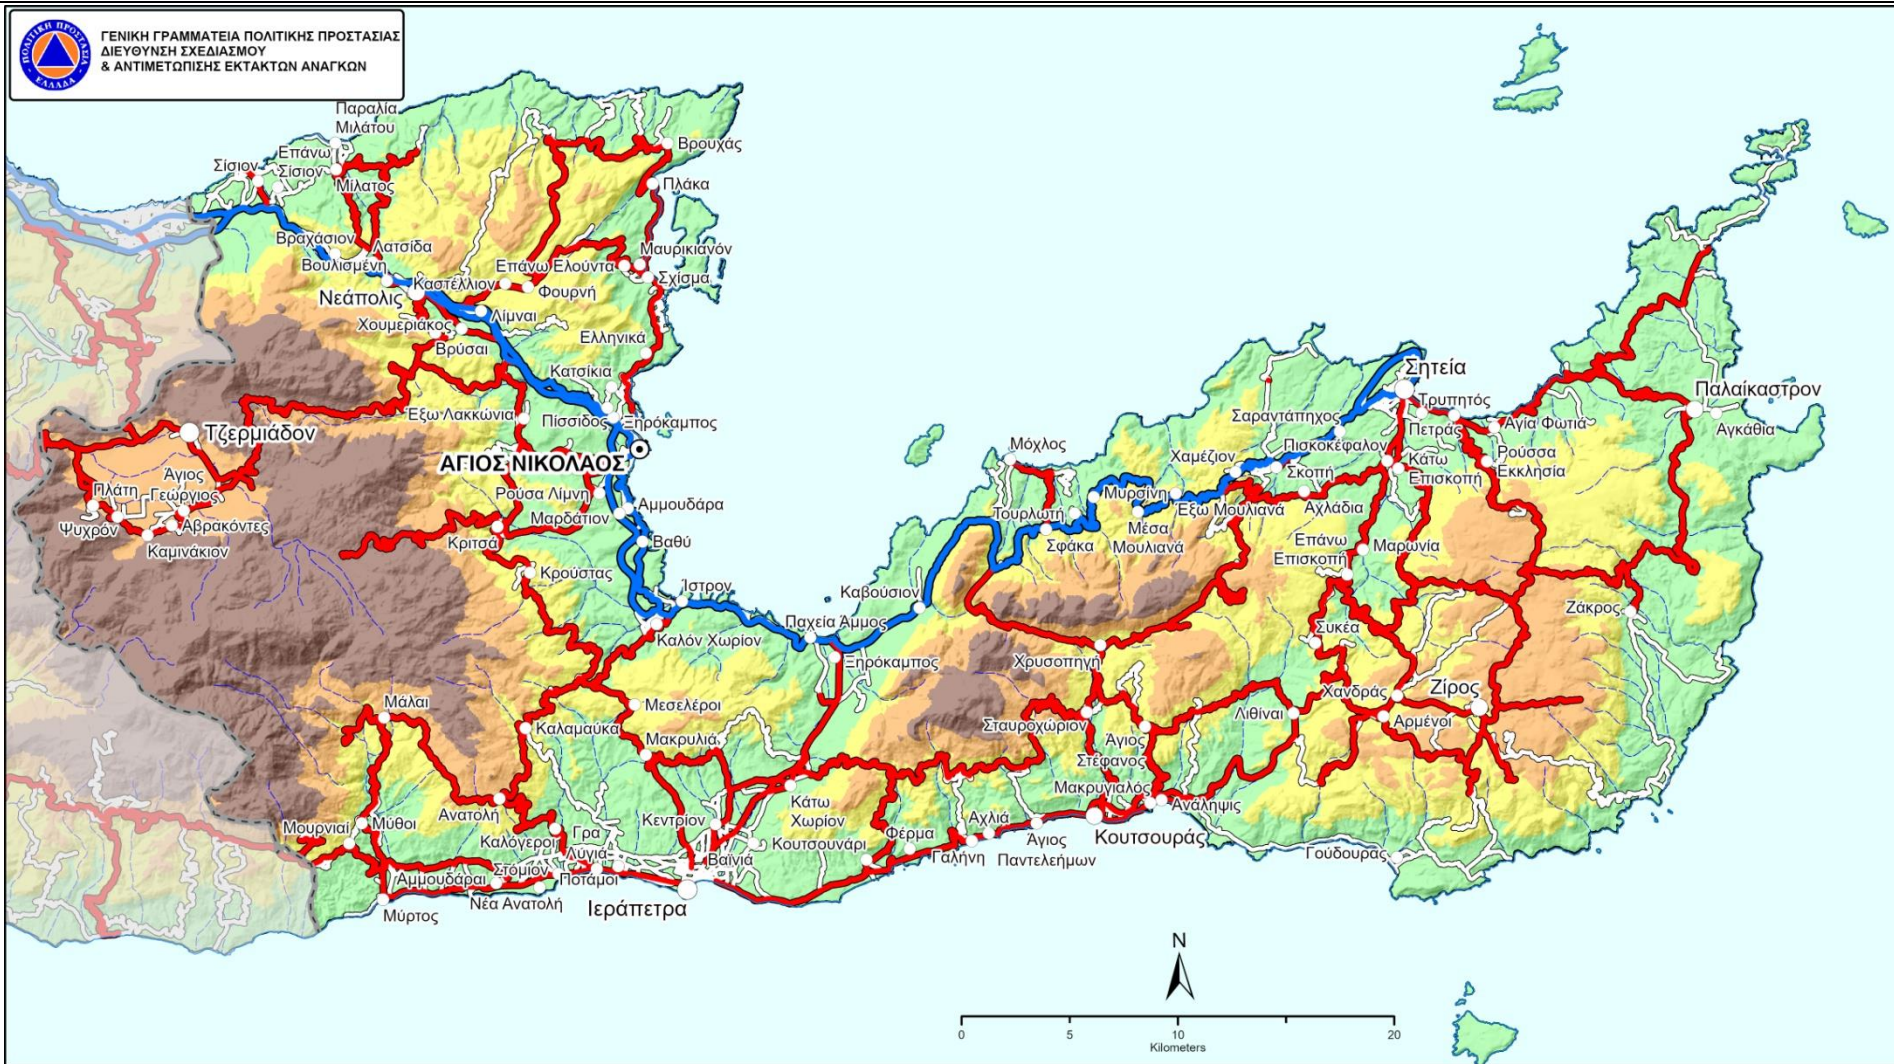 ΓΕΝΙΚΗ ΓΡΑΜΜΑΤΕΙΑ ΠΟΛΙΤΙΚΗΣ ΠΡΟΣΤΑΣΙΑΣ
ΔΙΕΥΘΥΝΣΗ ΣΧΕΔΙΑΣΜΟΥ
& ΑΝΤΙΜΕΤΩΠΙΣΗΣ ΕΚΤΑΚΤΩΝ ΑΝΑΓΚΩΝ
ΠΟΛΙΤΙΚΗ ΠΡΟΣΤΑΣΙΑ
ΕΛΛΑΔΑ
Παραλία
Μιλάτου
Επάνω
Σίσιον
Σίσιον
Μίλατος
Βρουχάς
Πλάκα
Βραχάσιον
Λατσίδα
Βουλισμένη
Μαυρικιανόν
Επάνω Ελούντα
Σχίσμα
Καστέλλιον
Φουρνή
Νεάπολις
Λίμναι
Χουμεριάκος
Βρύσαι
Ελληνικά
Κατσίκια
Έξω Λακκώνια
Πίσσιδος
Ξηρόκαμπος
Τζερμιάδον
ΑΓΙΟΣ ΝΙΚΟΛΑΟΣ
Άγιος
Γεώργιος
Πλάτη
Ψυχρόν
Αβρακόντες
Καμινάκιον
Ρούσα Λίμνη
Μαρδάτιον
Αμμουδάρα
Κριτσά
Βαθύ
Κρούστας
Ίστρον
Καλόν Χωρίον
Παχεία Άμμος
Καβούσιον
Ξηρόκαμπος
Μόχλος
Τουρλωτή
Σφάκα
Μυρσίνη
Μέσα
Μουλιανά
Έξω Μουλιανά
Χαμέζιον
Σκοπή
Σαραντάπηχος
Πισκοκέφαλον
Αχλάδια
Σητεία
Τρυπητός
Πετράς
Αγία Φωτιά
Κάτω
Επισκοπή
Ρούσσα
Εκκλησία
Παλαίκαστρον
Αγκάθια
Επάνω
Επισκοπή
Μαρωνία
Ζάκρος
Συκέα
Χρυσοπηγή
Χανδράς
Ζίρος
Αρμένοι
Λιθίναι
Σταυροχώριον
Άγιος
Στέφανος
Μάλαι
Μεσελέροι
Καλαμαύκα
Μακρυλιά
Μακρυγιαλός
Ανάληψις
Κουτσουράς
Γούδουρας
Ανατολή
Κάτω
Χωρίον
Κεντρίον
Κουτσουνάρι
Φέρμα
Αχλιά
Γαλήνη
Άγιος
Παντελεήμων
Μουρνιαί
Μύθοι
Καλόγεροι
Γρα
Λυγιά
Βαϊνιά
Αμμουδάραι
Στόμιον
Ποτάμοι
Νέα Ανατολή
Μύρτος
Ιεράπετρα
N
0 5 10 20
Kilometers